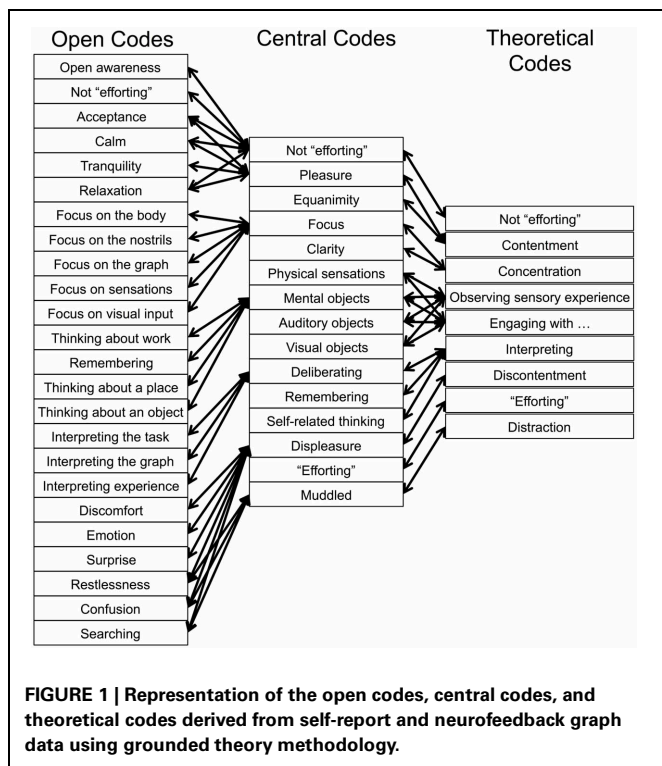 Open Codes
Open awareness
Not "efforting"
Acceptance
Calm
Tranquility
Relaxation
Focus on the body
Focus on the nostrils
Focus on the graph
Focus on sensations
Focus on visual input
Thinking about work
Remembering
Thinking about a place
Thinking about an object
Interpreting the task
Interpreting the graph
Interpreting experience
Discomfort
Emotion
Surprise
Restlessness
Confusion
Searching
Central Codes
Not "efforting"
Pleasure
Equanimity
Focus
Clarity
Physical sensations
Mental objects
Auditory objects
Visual objects
Deliberating
Remembering
Self-related thinking
Displeasure
"Efforting"
Muddled
Theoretical
Codes
Not "efforting"
Contentment
Concentration
Observing sensory experience
Engaging with ...
Interpreting
Discontentment
"Efforting"
Distraction
FIGURE 1 | Representation of the open codes, central codes, and
theoretical codes derived from self-report and neurofeedback graph
data using grounded theory methodology.